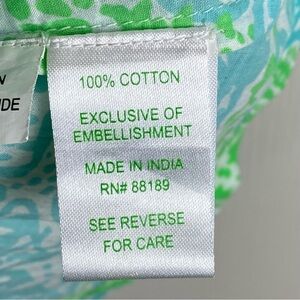 100% COTTON
EXCLUSIVE OF
EMBELLISHMENT
MADE IN INDIA
RN# 88189
SEE REVERSE
FOR CARE